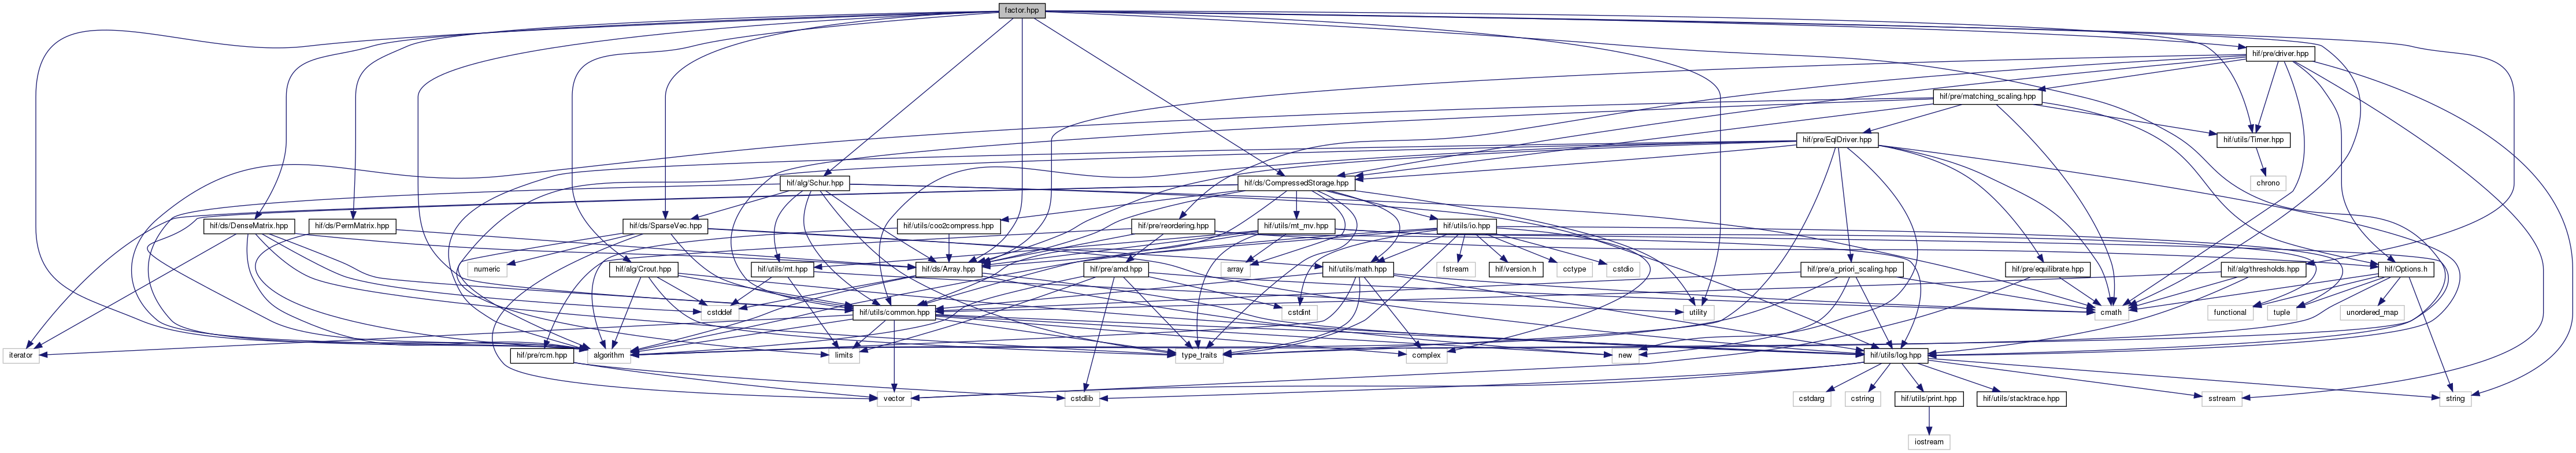 factor.hpp
hif/pre/driver.hpp
hif/pre/matching_scaling.hpp
hif/pre/EqlDriver.hpp
hif/utils/Timer.hpp
hif/alg/Schur.hpp
hif/ds/CompressedStorage.hpp
chrono
hif/ds/DenseMatrix.hpp
hif/ds/PermMatrix.hpp
hif/ds/SparseVec.hpp
hif/utils/coo2compress.hpp
hif/pre/reordering.hpp
hif/utils/mt_mv.hpp
hif/utils/io.hpp
numeric
hif/alg/Crout.hpp
hif/utils/mt.hpp
hif/ds/Array.hpp
hif/pre/amd.hpp
array
hif/utils/math.hpp
fstream
hif/version.h
cctype
cstdio
hif/pre/a_priori_scaling.hpp
hif/pre/equilibrate.hpp
hif/alg/thresholds.hpp
hif/Options.h
cstddef
hif/utils/common.hpp
cstdint
utility
cmath
functional
tuple
unordered_map
iterator
hif/pre/rcm.hpp
algorithm
limits
type_traits
complex
new
hif/utils/log.hpp
vector
cstdlib
cstdarg
cstring
hif/utils/print.hpp
hif/utils/stacktrace.hpp
sstream
string
iostream